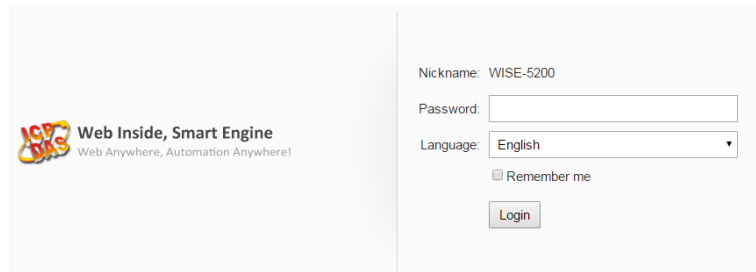 ICP
DAS
Web Inside, Smart Engine
Web Anywhere, Automation Anywhere!
Nickname: WISE-5200
Password:
Language: English
Remember me
Login